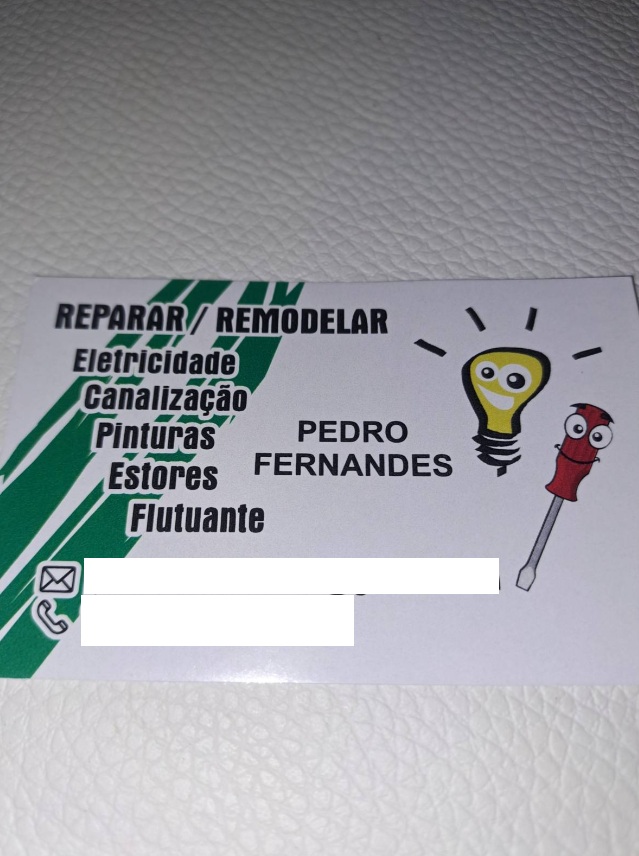 REPARAR / REMODELAR
Eletricidade
Canalização
Pinturas
Estores
Flutuante
PEDRO
FERNANDES